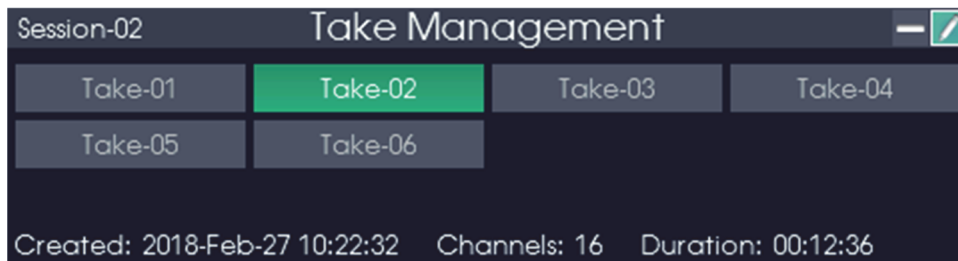 Session-02 Take Management
Take-01 Take-02 Take-03 Take-04
Take-05 Take-06
Created: 2018-Feb-27 10:22:32 Channels: 16 Duration: 00:12:36